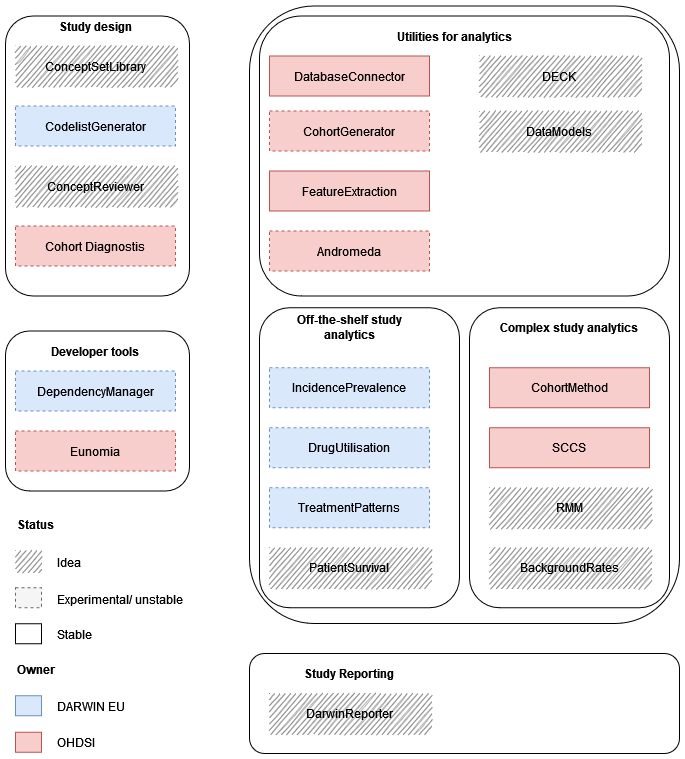 Study design
ConceptSetLibrary
CodelistGenerator
ConceptReviewer
Cohort Diagnostis
Developer tools
DependencyManager
Eunomia
Status
Idea
Experimental/ unstable
Stable
Owner
DARWIN EU
OHDSI
Utilities for analytics
DatabaseConnector
DECK
CohortGenerator
DataModels
FeatureExtraction
Andromeda
Off-the-shelf study
analytics
IncidencePrevalence
DrugUtilisation
TreatmentPatterns
PatientSurvival
Complex study analytics
CohortMethod
SCCS
RMM
BackgroundRates
Study Reporting
DarwinReporter